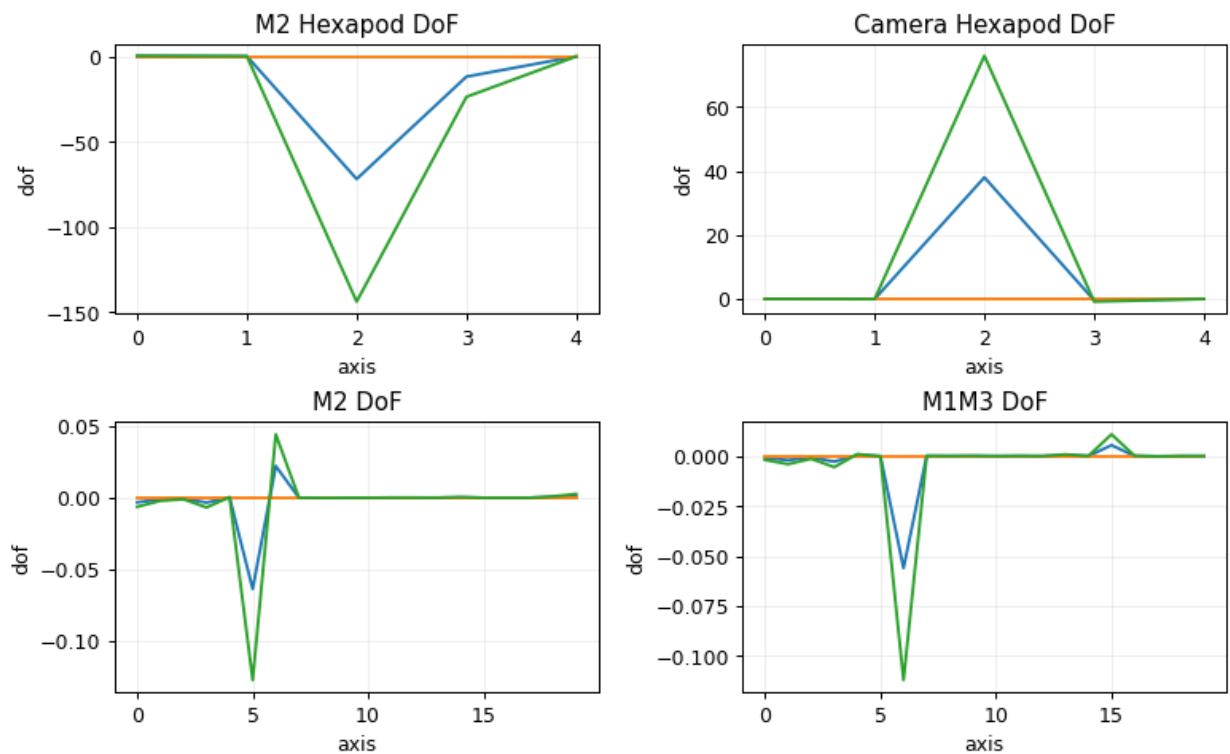 M2 Hexapod DoF
0
−50
−100
−150
dof
0 1 2 3 4
axis
Camera Hexapod DoF
60
40
20
0
dof
0 1 2 3 4
axis
M2 DoF
0.05
0.00
−0.05
−0.10
dof
0 5 10 15
axis
M1M3 DoF
0.000
−0.025
−0.050
−0.075
−0.100
dof
0 5 10 15
axis